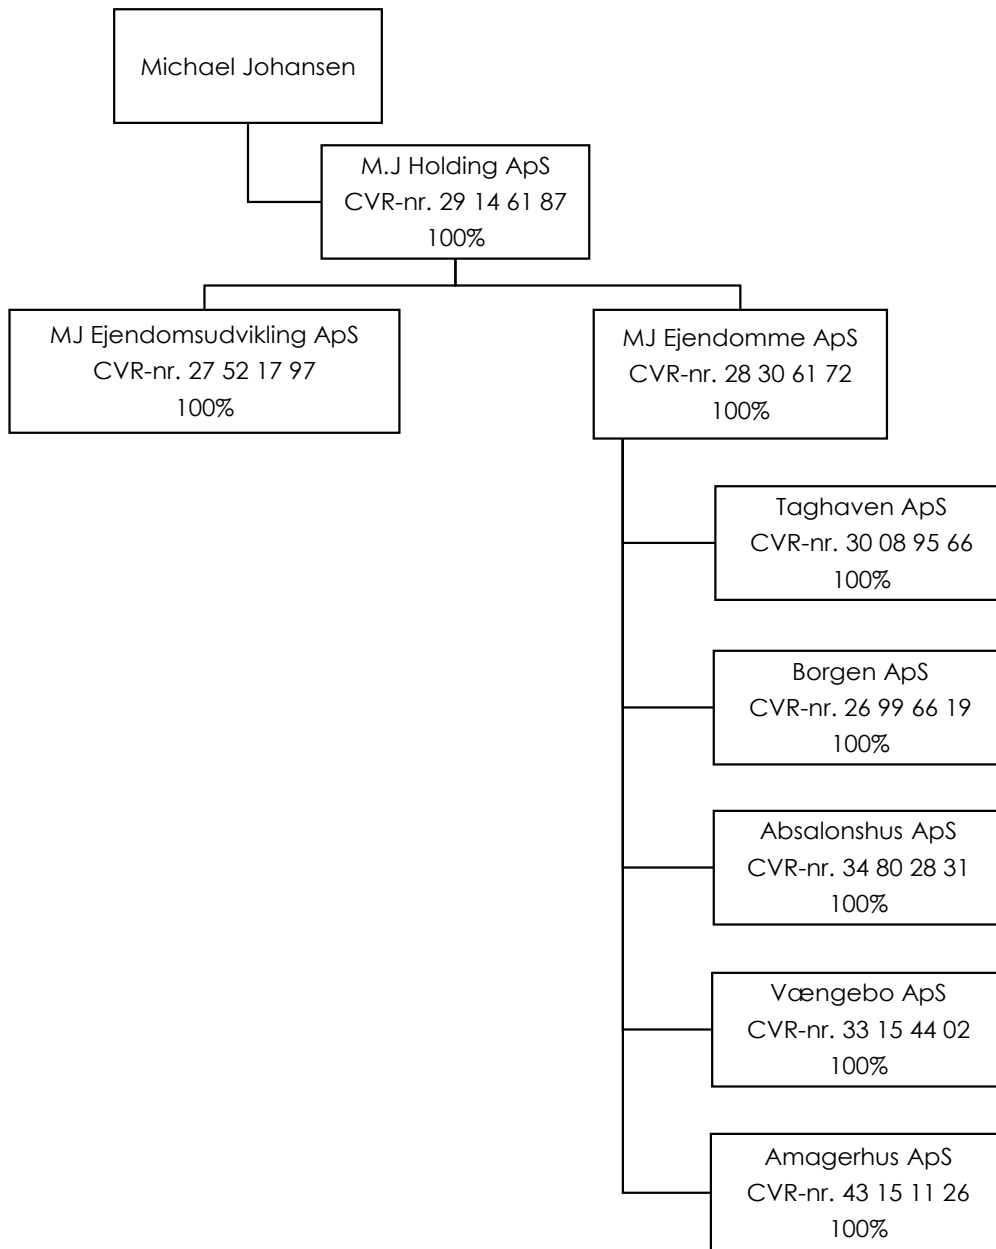 Michael Johansen
M.J Holding ApS
CVR-nr. 29 14 61 87
100%
MJ Ejendomsudvikling ApS
CVR-nr. 27 52 17 97
100%
MJ Ejendomme ApS
CVR-nr. 28 30 61 72
100%
Taghaven ApS
CVR-nr. 30 08 95 66
100%
Borgen ApS
CVR-nr. 26 99 66 19
100%
Absalonshus ApS
CVR-nr. 34 80 28 31
100%
Vængebo ApS
CVR-nr. 33 15 44 02
100%
Amagerhus ApS
CVR-nr. 43 15 11 26
100%